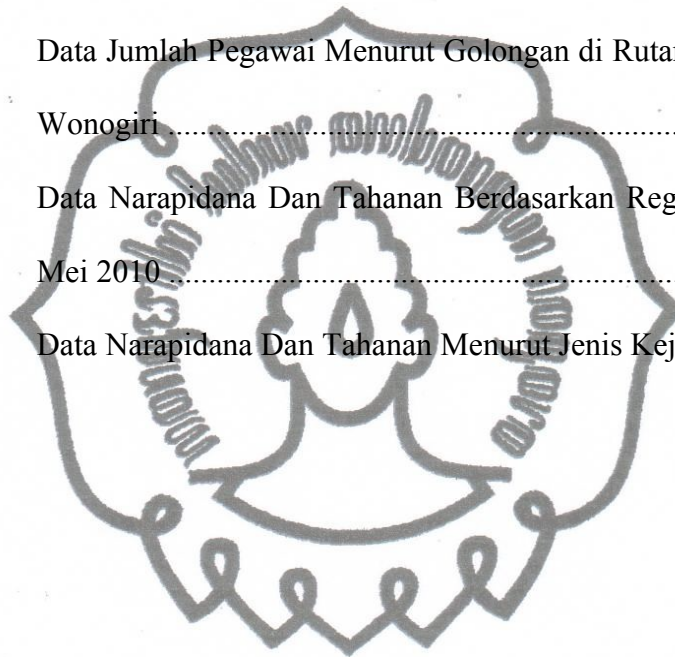 Data Jumlah Pegawai Menurut Golongan di Rutan
Wonogiri ............................................................
Data Narapidana Dan Tahanan Berdasarkan Reg
Mei 2010 ............................................................
Data Narapidana Dan Tahanan Menurut Jenis Kej